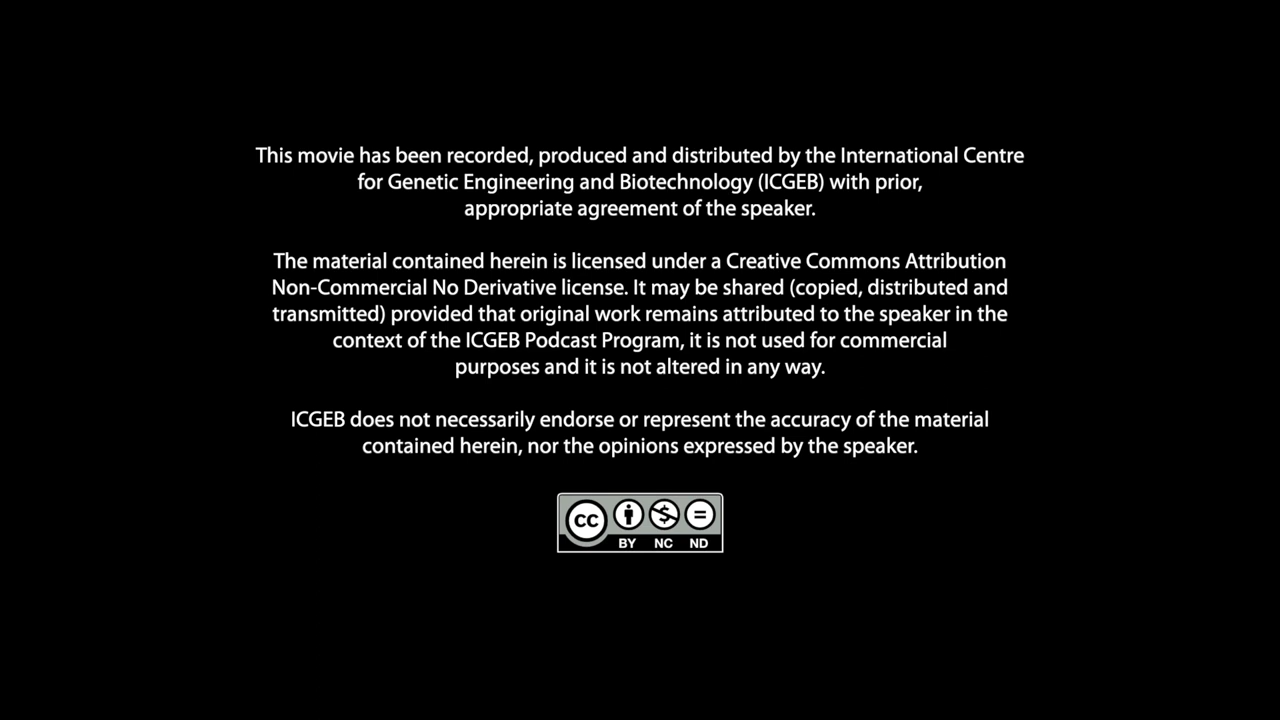 This movie has been recorded, produced and distributed by the International Centre
for Genetic Engineering and Biotechnology (ICGEB) with prior,
appropriate agreement of the speaker.
The material contained herein is licensed under a Creative Commons Attribution
Non-Commercial No Derivative license. It may be shared (copied, distributed and
transmitted) provided that original work remains attributed to the speaker in the
context of the ICGEB Podcast Program, it is not used for commercial
purposes and it is not altered in any way.
ICGEB does not necessarily endorse or represent the accuracy of the material
contained herein, nor the opinions expressed by the speaker.
cc $ =
BY NC ND